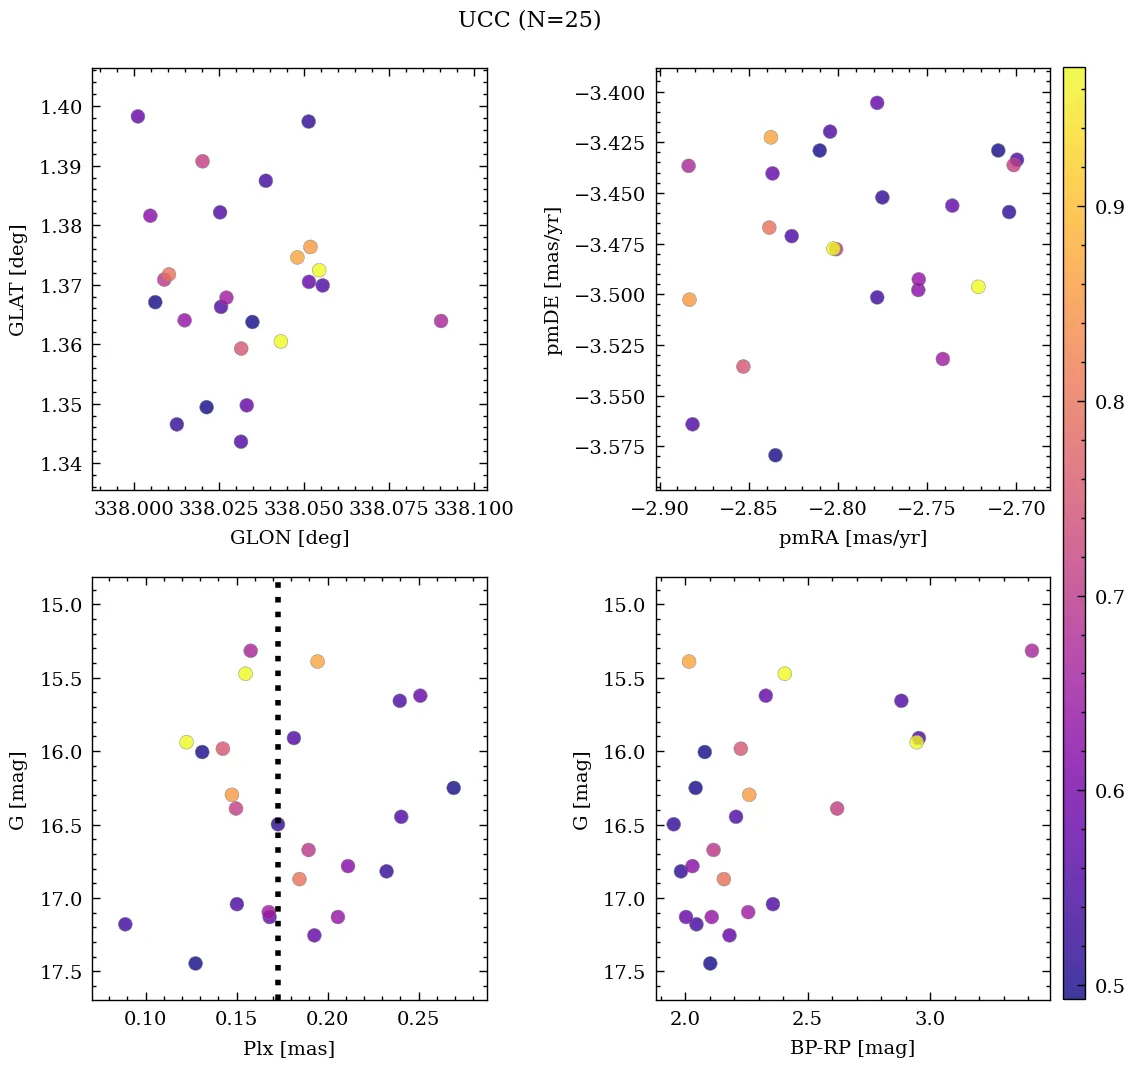 UCC (N=25)
1.40
1.39
1.38
1.37
1.36
1.35
1.34
GLAT [deg]
338.000 338.025 338.050 338.075 338.100
GLON [deg]
−3.400
−3.425
−3.450
−3.475
−3.500
−3.525
−3.550
−3.575
pmDE [mas/yr]
−2.90 −2.85 −2.80 −2.75 −2.70
pmRA [mas/yr]
0.9
0.8
0.7
0.6
0.5
15.0
15.5
16.0
16.5
17.0
17.5
G [mag]
0.10 0.15 0.20 0.25
Plx [mas]
15.0
15.5
16.0
16.5
17.0
17.5
G [mag]
2.0 2.5 3.0
BP-RP [mag]